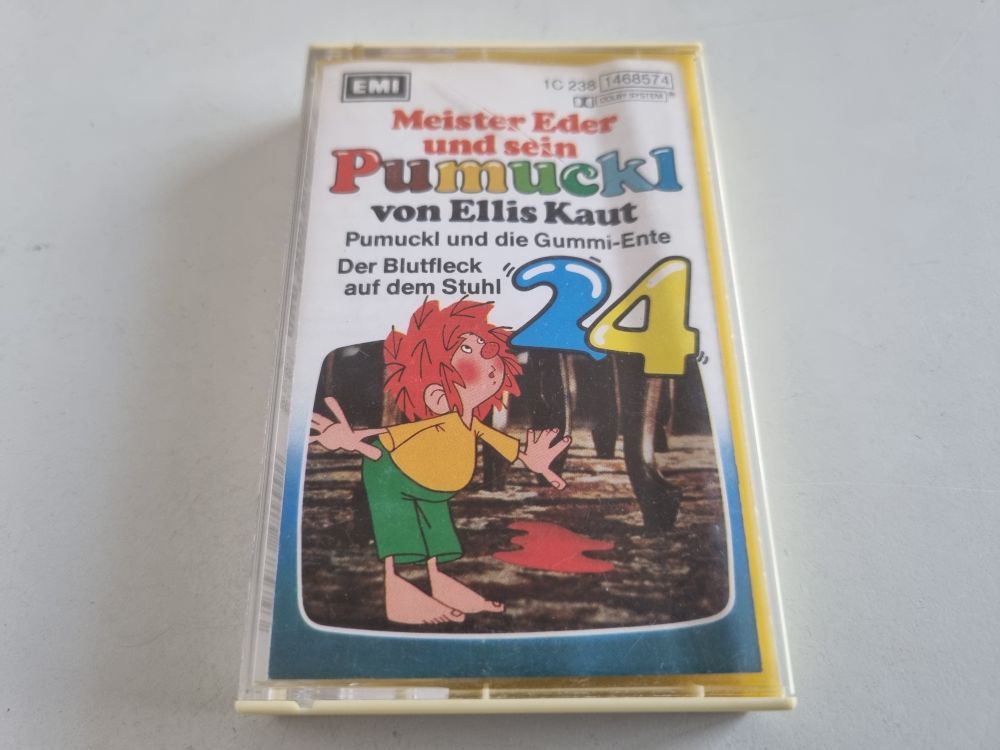 EMI
1C 238 1468574
DOLBY SYSTEM ®
Meister Eder
und sein
Pumuckl
von Ellis Kaut
Pumuckl und die Gummi-Ente
Der Blutfleck
auf dem Stuhl
24